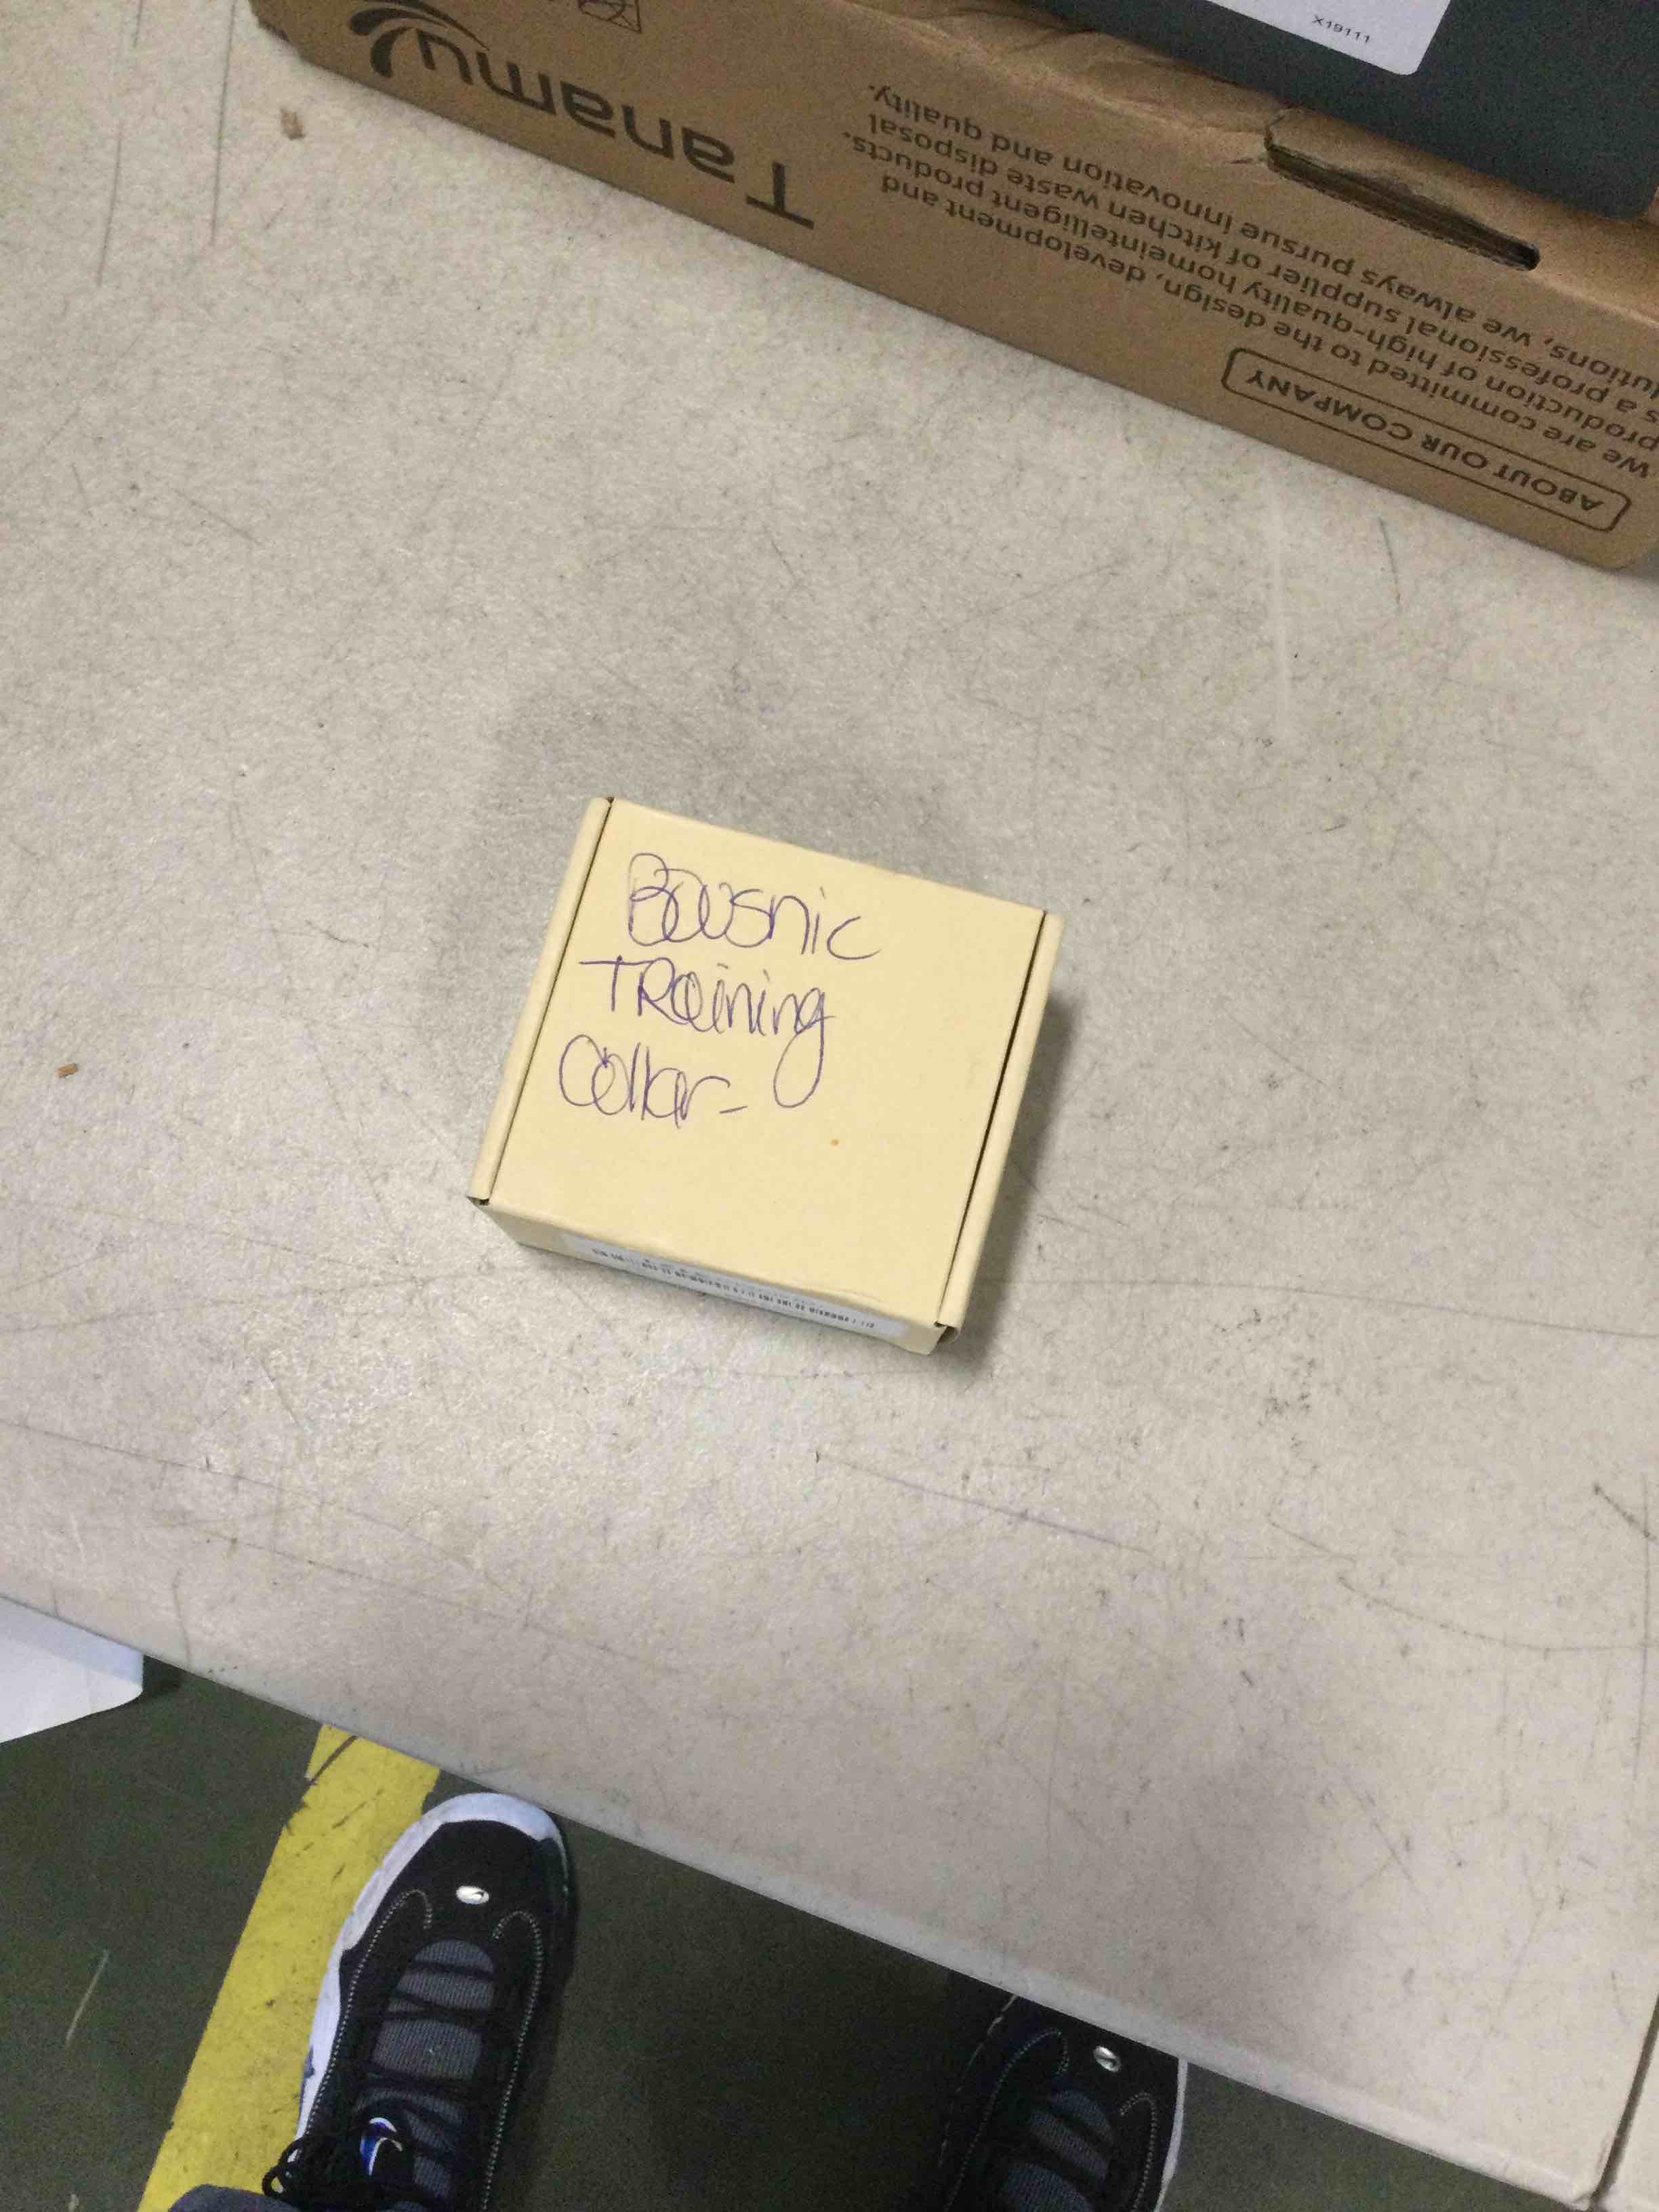 X19111
Tanamu
ABOUT OUR COMPANY
We are committed to the design, development and
production of high-quality homeintelligent products.
s a professional supplier of kitchen waste disposal
lutions, we always pursue innovation and quality.
Bousnic
TRaining
Collar-